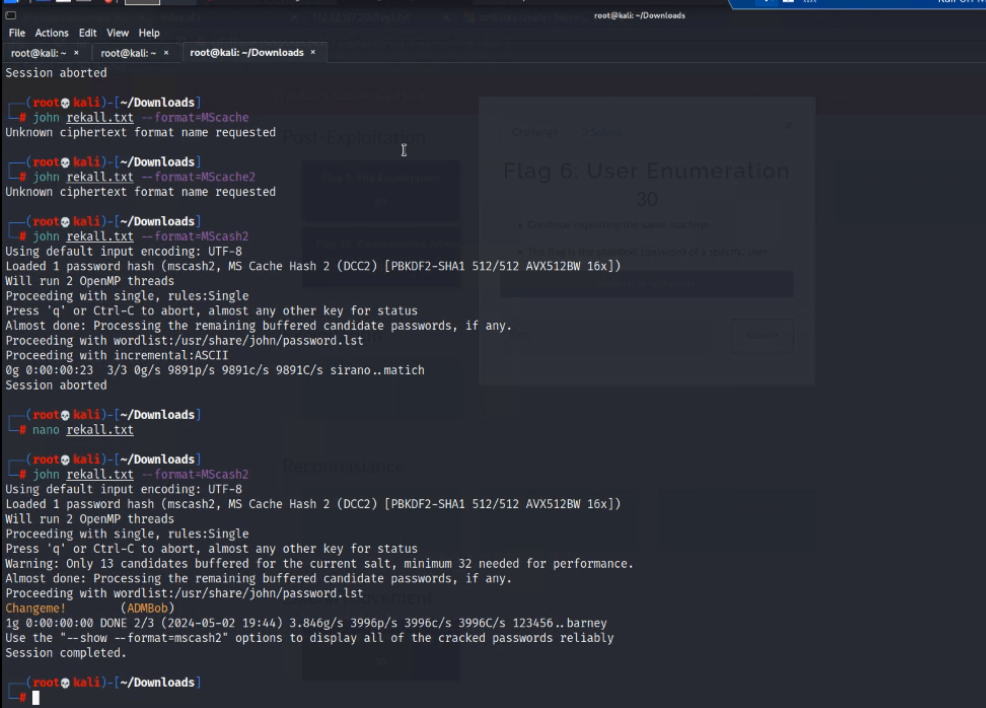 root@kali: ~/Downloads
File Actions Edit View Help
root@kali: ~ × root@kali: ~ × root@kali: ~/Downloads ×
Session aborted
┌──(root💀kali)-[~/Downloads]
└─# john rekall.txt --format=MScache
Unknown ciphertext format name requested
┌──(root💀kali)-[~/Downloads]
└─# john rekall.txt --format=MScache2
Unknown ciphertext format name requested
┌──(root💀kali)-[~/Downloads]
└─# john rekall.txt --format=MScash2
Using default input encoding: UTF-8
Loaded 1 password hash (mscash2, MS Cache Hash 2 (DCC2) [PBKDF2-SHA1 512/512 AVX512BW 16x])
Will run 2 OpenMP threads
Proceeding with single, rules:Single
Press 'q' or Ctrl-C to abort, almost any other key for status
Almost done: Processing the remaining buffered candidate passwords, if any.
Proceeding with wordlist:/usr/share/john/password.lst
Proceeding with incremental:ASCII
0g 0:00:00:23 3/3 0g/s 9891p/s 9891c/s 9891C/s sirano..matich
Session aborted
┌──(root💀kali)-[~/Downloads]
└─# nano rekall.txt
┌──(root💀kali)-[~/Downloads]
└─# john rekall.txt --format=MScash2
Using default input encoding: UTF-8
Loaded 1 password hash (mscash2, MS Cache Hash 2 (DCC2) [PBKDF2-SHA1 512/512 AVX512BW 16x])
Will run 2 OpenMP threads
Proceeding with single, rules:Single
Press 'q' or Ctrl-C to abort, almost any other key for status
Warning: Only 13 candidates buffered for the current salt, minimum 32 needed for performance.
Almost done: Processing the remaining buffered candidate passwords, if any.
Proceeding with wordlist:/usr/share/john/password.lst
Changeme! (ADMBob)
1g 0:00:00:00 DONE 2/3 (2024-05-02 19:44) 3.846g/s 3996p/s 3996c/s 3996C/s 123456..barney
Use the "--show --format=mscash2" options to display all of the cracked passwords reliably
Session completed.
┌──(root💀kali)-[~/Downloads]
└─#
Post-Exploitation
Flag 6: User Enumeration
30
Reconnaissance